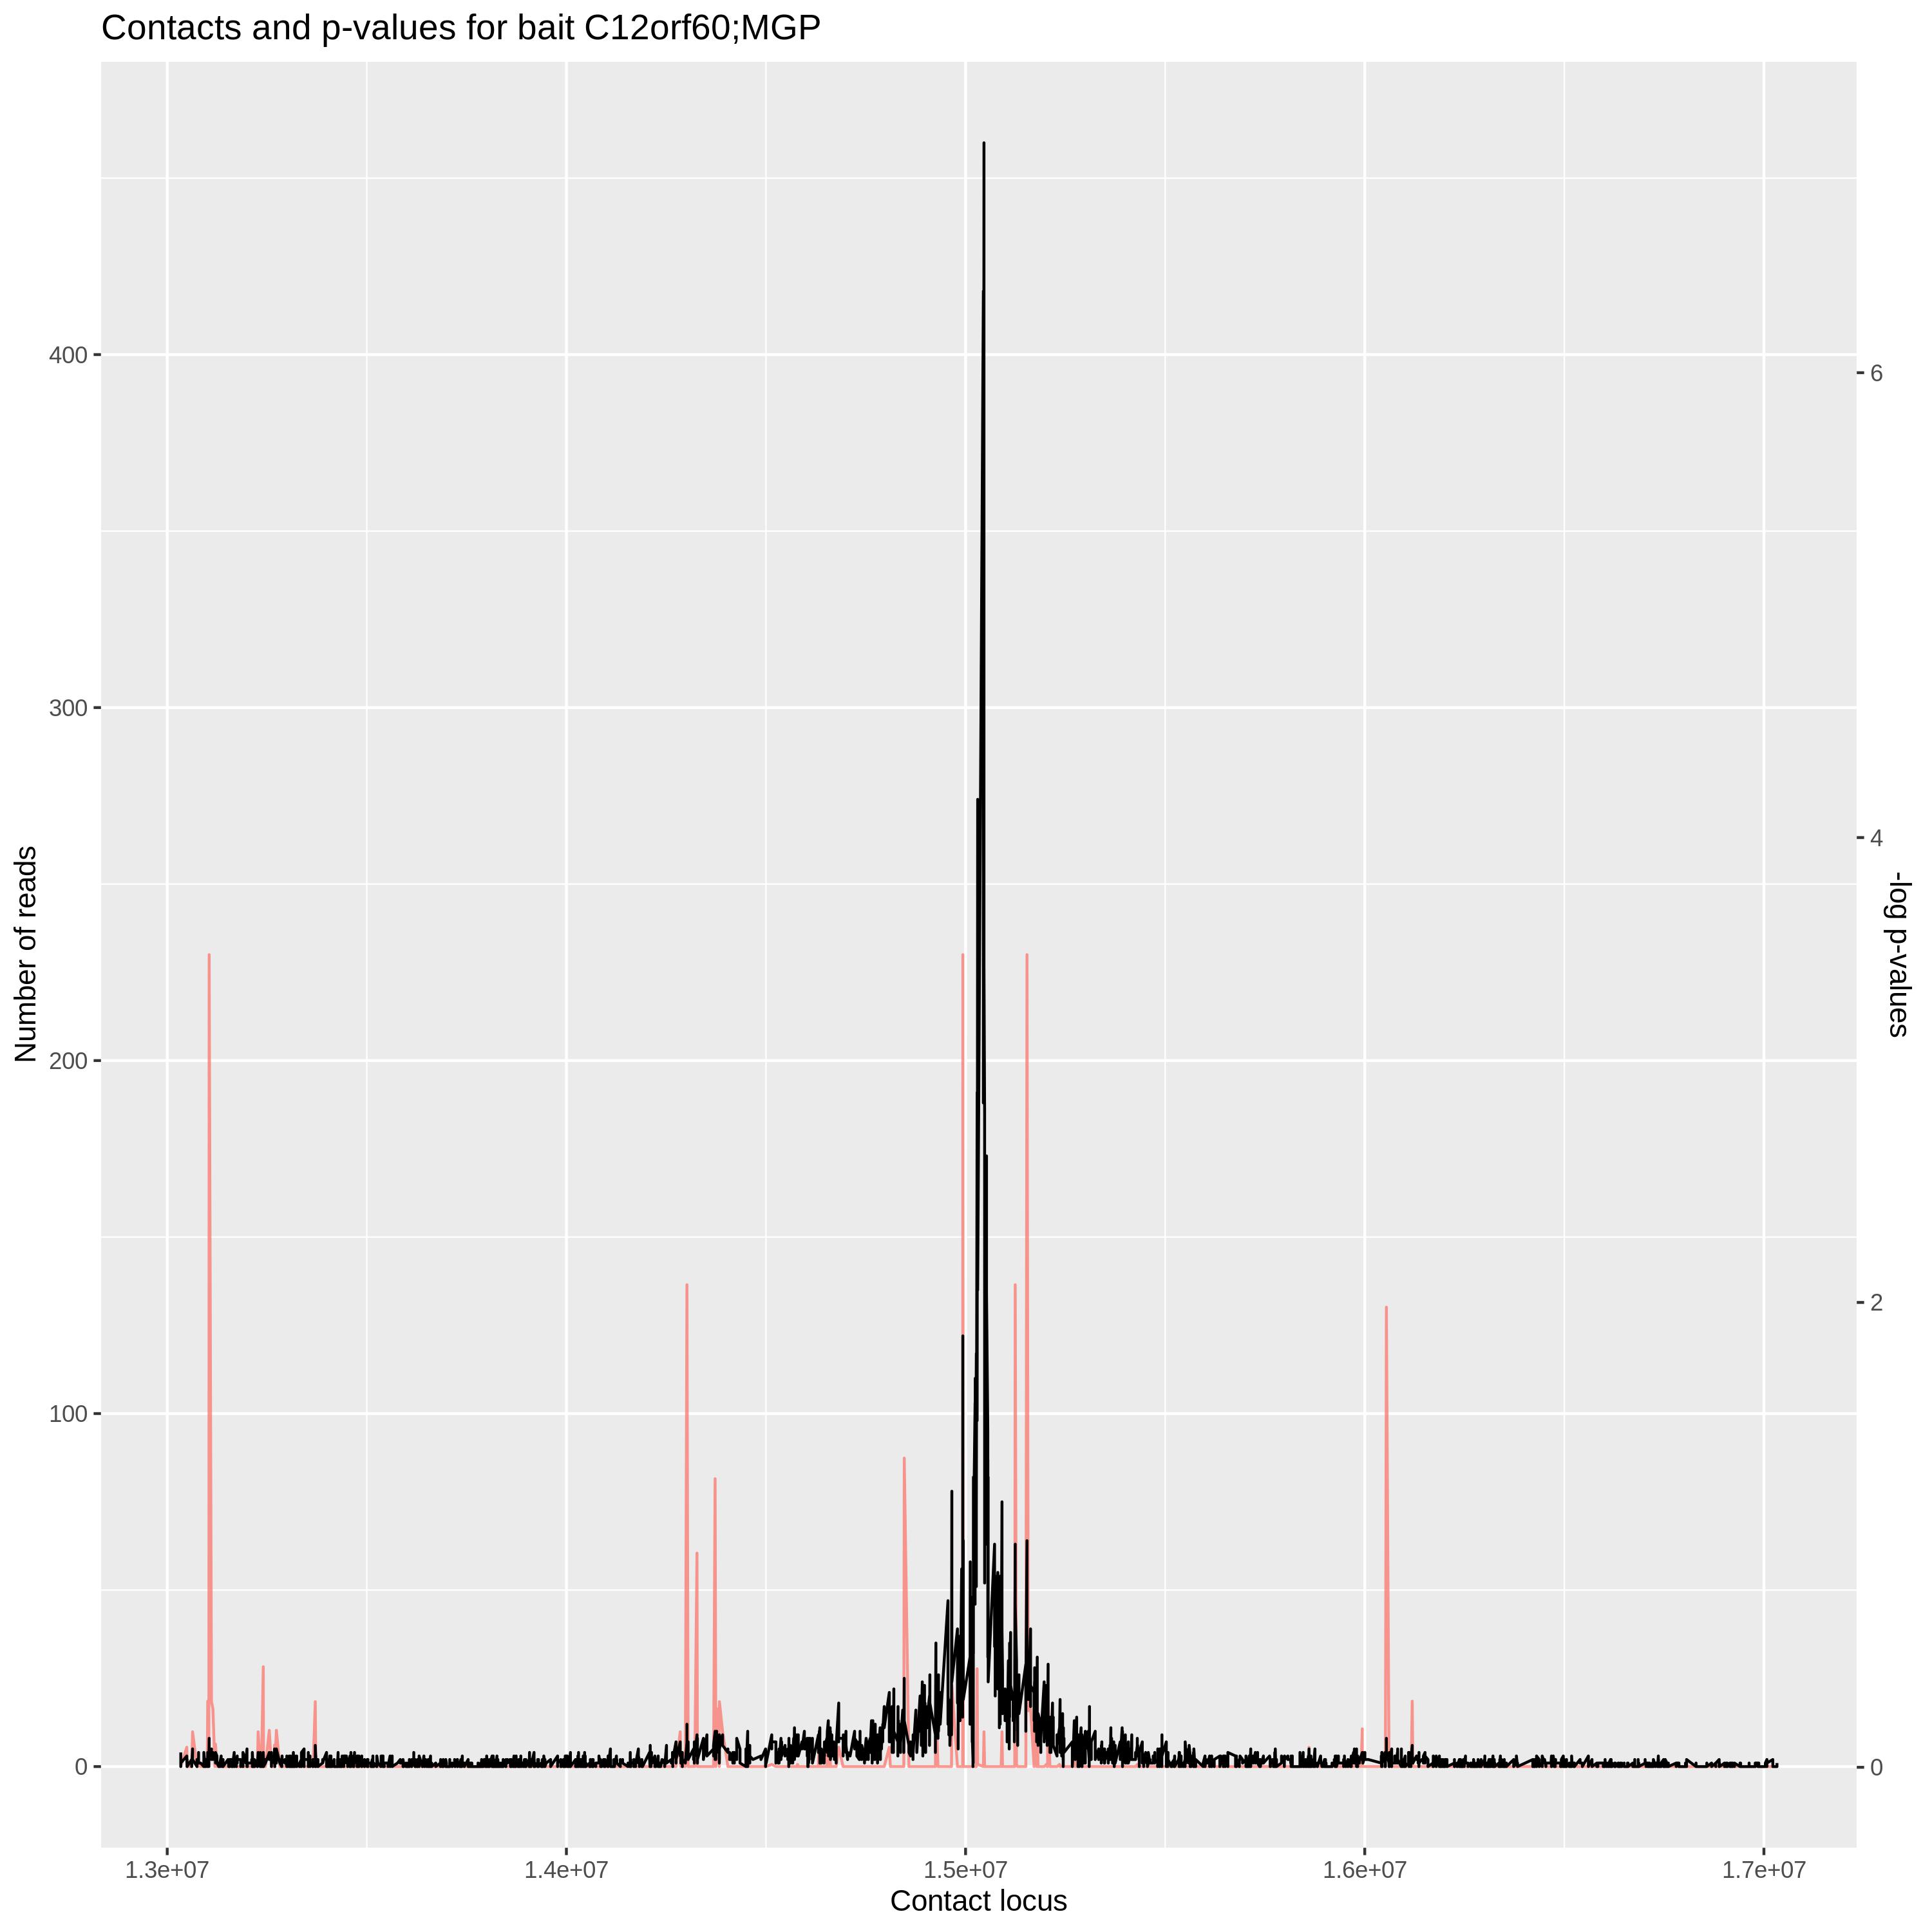 Contacts and p-values for bait C12orf60;MGP
Number of reads
400
300
200
100
0
6
4
2
0
-log p-values
1.3e+07
1.4e+07
1.5e+07
1.6e+07
1.7e+07
Contact locus